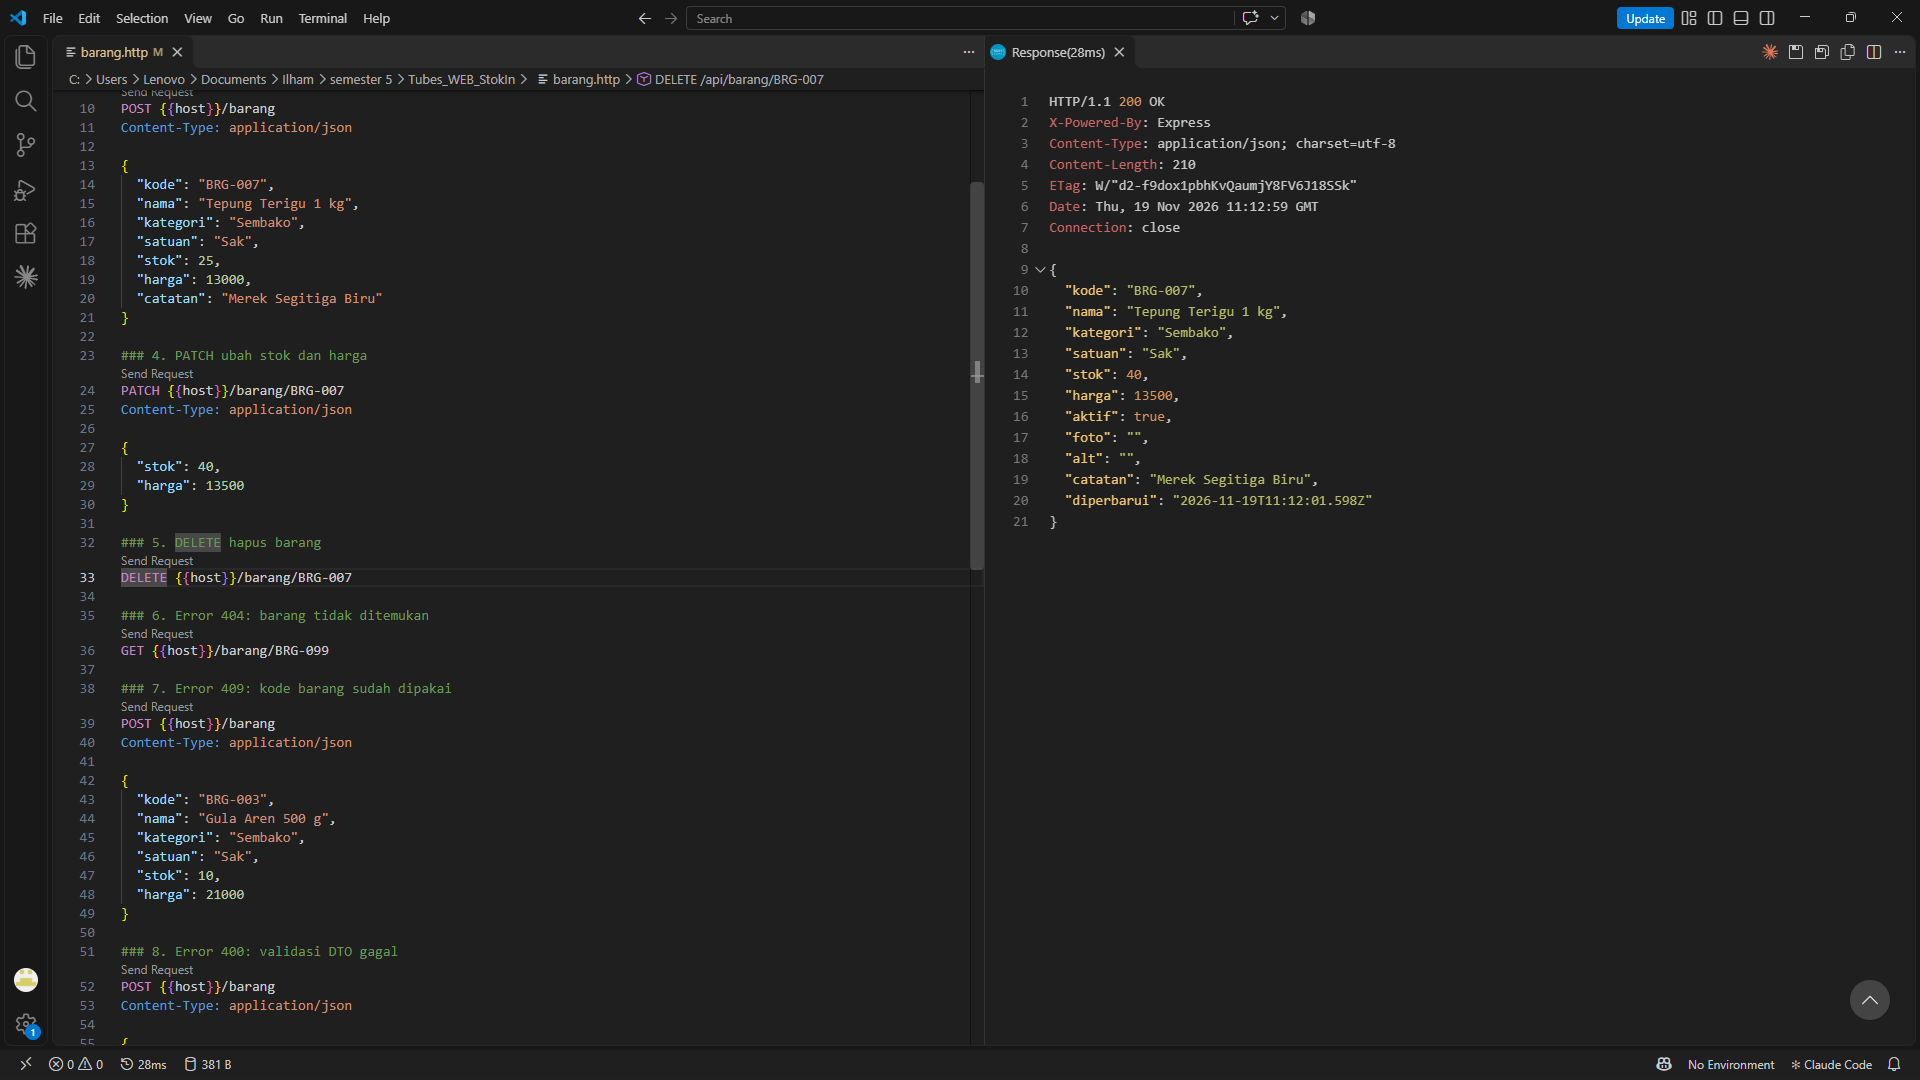 File Edit Selection View Go Run Terminal Help
Search
Update
barang.http M
C: > Users > Lenovo > Documents > Ilham > semester 5 > Tubes_WEB_StokIn > barang.http > DELETE /api/barang/BRG-007
Send Request
10 POST {{host}}/barang
11 Content-Type: application/json
12
13 {
14 "kode": "BRG-007",
15 "nama": "Tepung Terigu 1 kg",
16 "kategori": "Sembako",
17 "satuan": "Sak",
18 "stok": 25,
19 "harga": 13000,
20 "catatan": "Merek Segitiga Biru"
21 }
22
23 ### 4. PATCH ubah stok dan harga
Send Request
24 PATCH {{host}}/barang/BRG-007
25 Content-Type: application/json
26
27 {
28 "stok": 40,
29 "harga": 13500
30 }
31
32 ### 5. DELETE hapus barang
Send Request
33 DELETE {{host}}/barang/BRG-007
34
35 ### 6. Error 404: barang tidak ditemukan
Send Request
36 GET {{host}}/barang/BRG-099
37
38 ### 7. Error 409: kode barang sudah dipakai
Send Request
39 POST {{host}}/barang
40 Content-Type: application/json
41
42 {
43 "kode": "BRG-003",
44 "nama": "Gula Aren 500 g",
45 "kategori": "Sembako",
46 "satuan": "Sak",
47 "stok": 10,
48 "harga": 21000
49 }
50
51 ### 8. Error 400: validasi DTO gagal
Send Request
52 POST {{host}}/barang
53 Content-Type: application/json
54
55 {
Response(28ms)
1 HTTP/1.1 200 OK
2 X-Powered-By: Express
3 Content-Type: application/json; charset=utf-8
4 Content-Length: 210
5 ETag: W/"d2-f9dox1pbhKvQaumjY8FV6J18SSk"
6 Date: Thu, 19 Nov 2026 11:12:59 GMT
7 Connection: close
8
9 {
10 "kode": "BRG-007",
11 "nama": "Tepung Terigu 1 kg",
12 "kategori": "Sembako",
13 "satuan": "Sak",
14 "stok": 40,
15 "harga": 13500,
16 "aktif": true,
17 "foto": "",
18 "alt": "",
19 "catatan": "Merek Segitiga Biru",
20 "diperbarui": "2026-11-19T11:12:01.598Z"
21 }
1
0 0 28ms 381 B
No Environment Claude Code